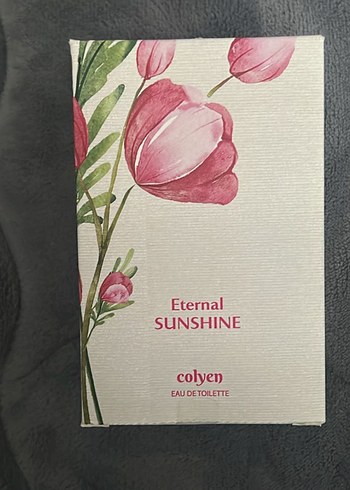 Eternal
SUNSHINE
colyen
EAU DE TOILETTE